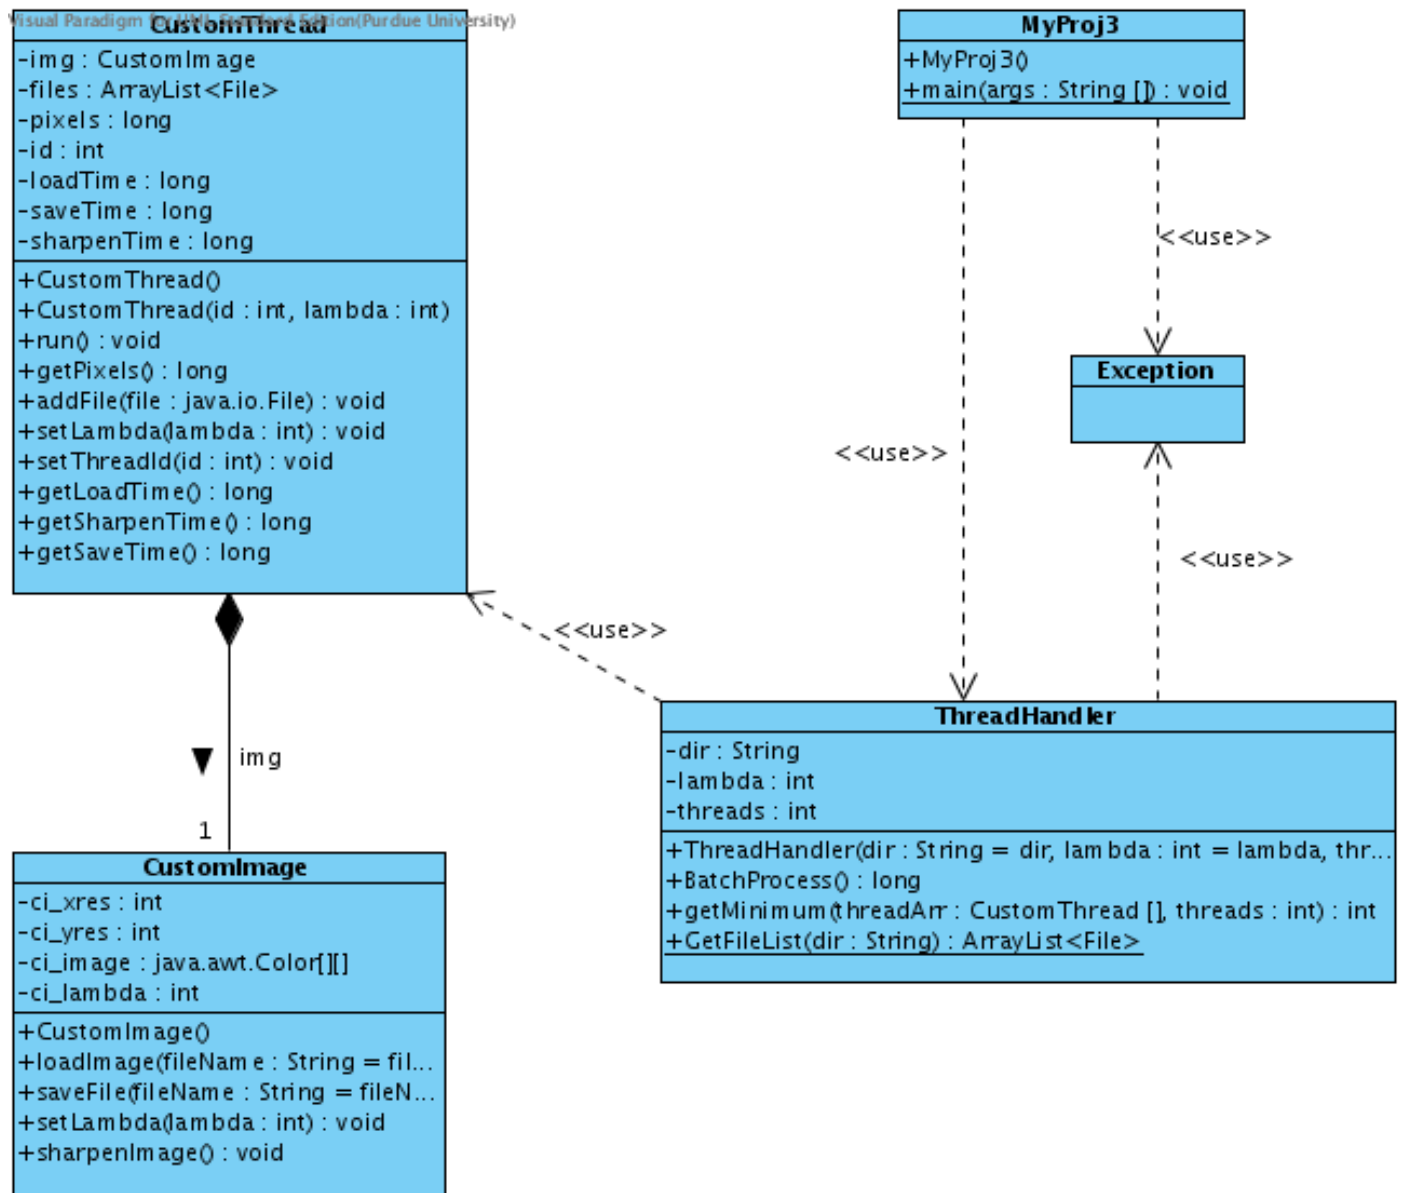 Visual Paradigm for UML Standard Edition(Purdue University)
CustomThread
-img : CustomImage
-files : ArrayList<File>
-pixels : long
-id : int
-loadTime : long
-saveTime : long
-sharpenTime : long
+CustomThread()
+CustomThread(id : int, lambda : int)
+run() : void
+getPixels() : long
+addFile(file : java.io.File) : void
+setLambda(lambda : int) : void
+setThreadId(id : int) : void
+getLoadTime() : long
+getSharpenTime() : long
+getSaveTime() : long
MyProj3
+MyProj3()
+main(args : String []) : void
<<use>>
Exception
<<use>>
<<use>>
<<use>>
img
1
ThreadHandler
-dir : String
-lambda : int
-threads : int
+ThreadHandler(dir : String = dir, lambda : int = lambda, thr...
+BatchProcess() : long
+getMinimum(threadArr : CustomThread [], threads : int) : int
+GetFileList(dir : String) : ArrayList<File>
CustomImage
-ci_xres : int
-ci_yres : int
-ci_image : java.awt.Color[][]
-ci_lambda : int
+CustomImage()
+loadImage(fileName : String = fil...
+saveFile(fileName : String = fileN...
+setLambda(lambda : int) : void
+sharpenImage() : void